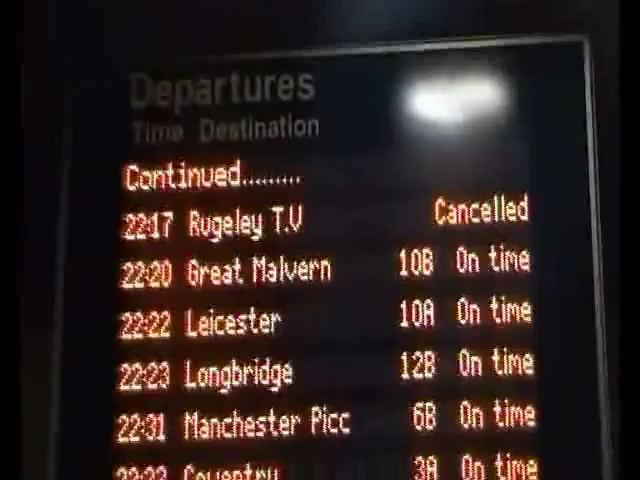 Departures
Time Destination
Continued.........
22:17 Rugeley T.V Cancelled
22:20 Great Malvern 10B On time
22:22 Leicester 10A On time
22:23 Longbridge 12B On time
22:31 Manchester Picc 6B On time
Coventry 3A On time